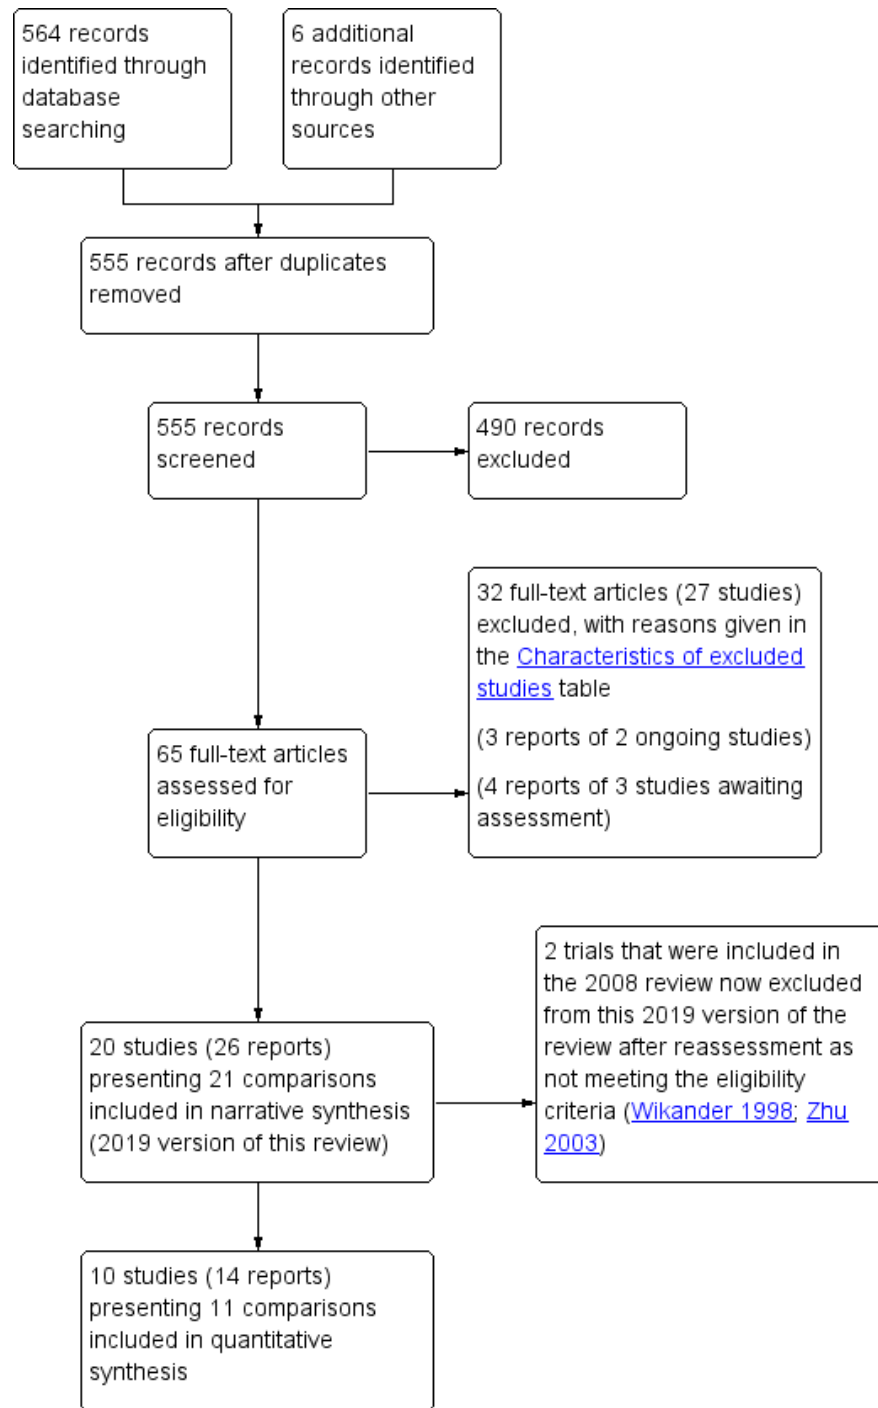 564 records
identified through
database
searching
6 additional
records identified
through other
sources
555 records after duplicates
removed
555 records
screened
490 records
excluded
32 full-text articles (27 studies)
excluded, with reasons given in
the Characteristics of excluded
studies table
(3 reports of 2 ongoing studies)
(4 reports of 3 studies awaiting
assessment)
65 full-text articles
assessed for
eligibility
2 trials that were included in
the 2008 review now excluded
from this 2019 version of the
review after reassessment as
not meeting the eligibility
criteria (Wikander 1998; Zhu
2003)
20 studies (26 reports)
presenting 21 comparisons
included in narrative synthesis
(2019 version of this review)
10 studies (14 reports)
presenting 11 comparisons
included in quantitative
synthesis